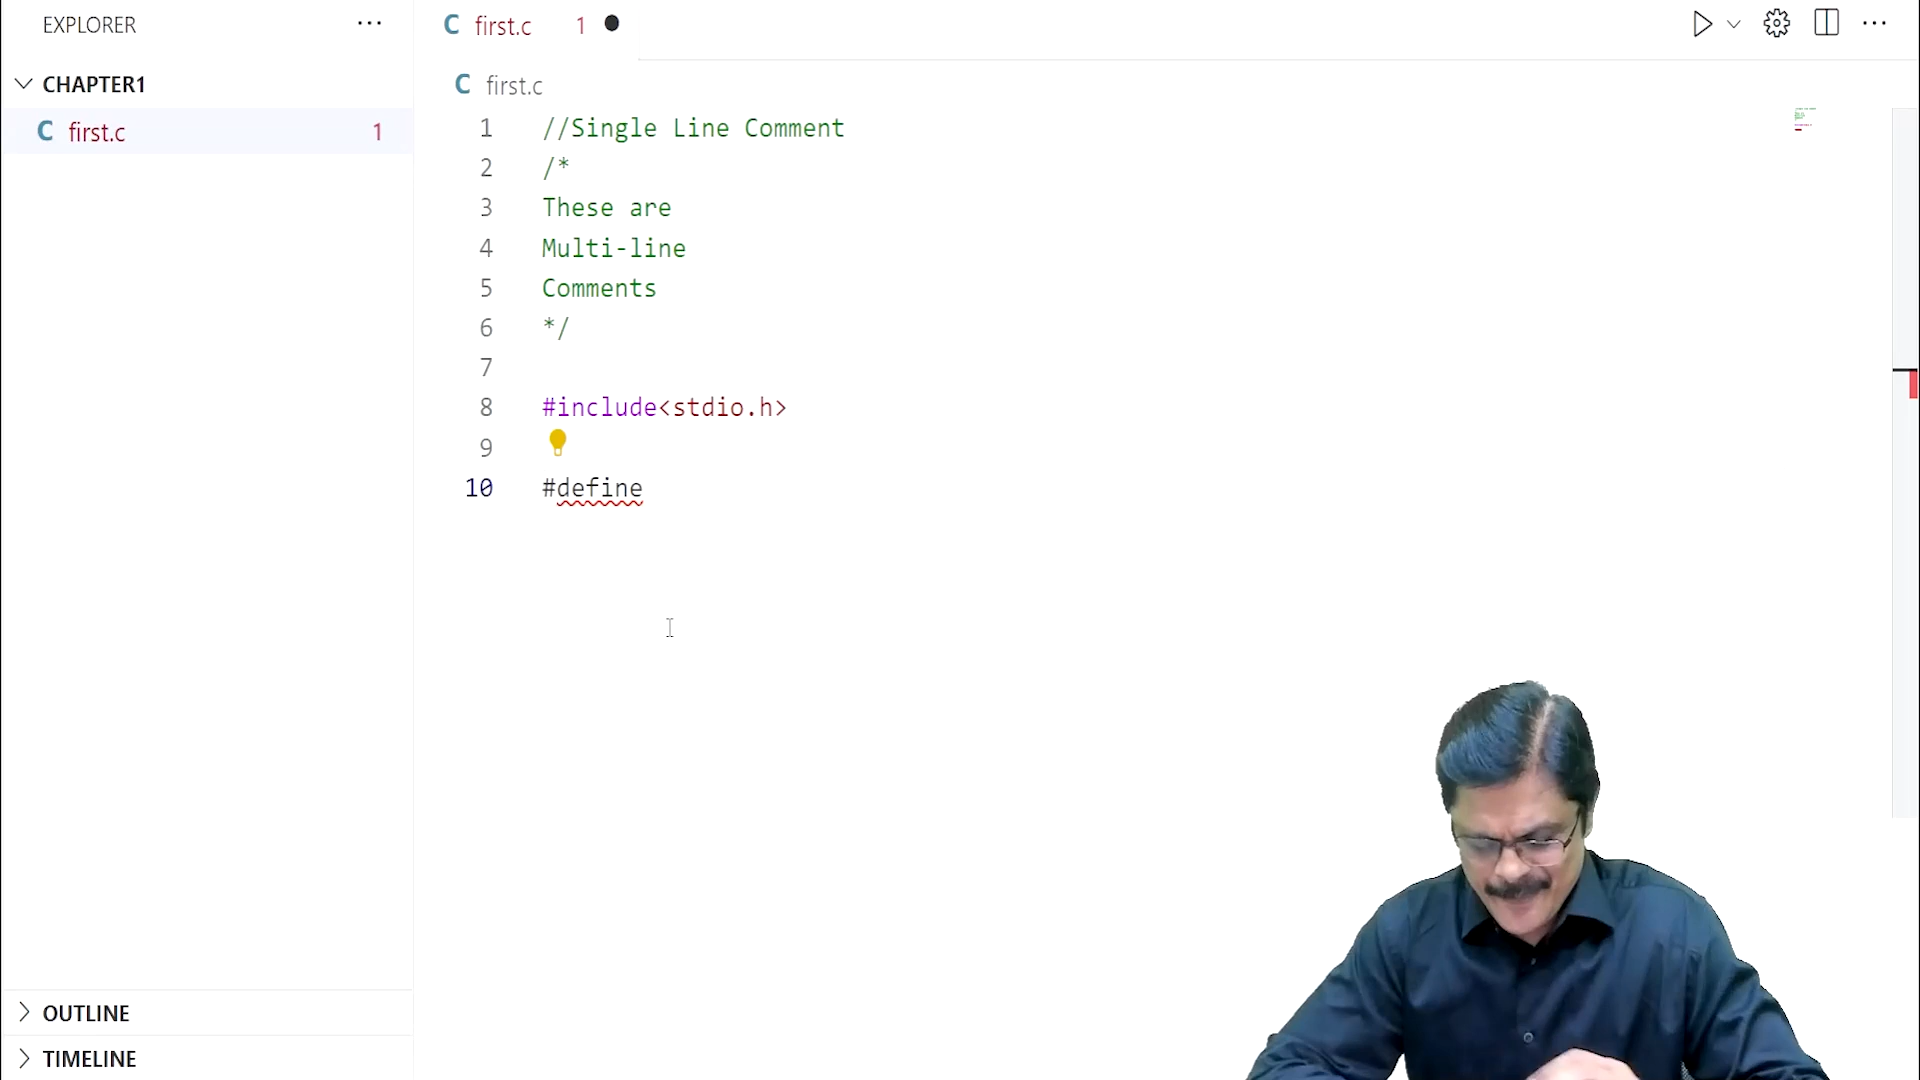 EXPLORER
CHAPTER1
C first.c 1
OUTLINE
TIMELINE
C first.c 1
C first.c
1 //Single Line Comment
2 /*
3 These are
4 Multi-line
5 Comments
6 */
7
8 #include<stdio.h>
9
10 #define